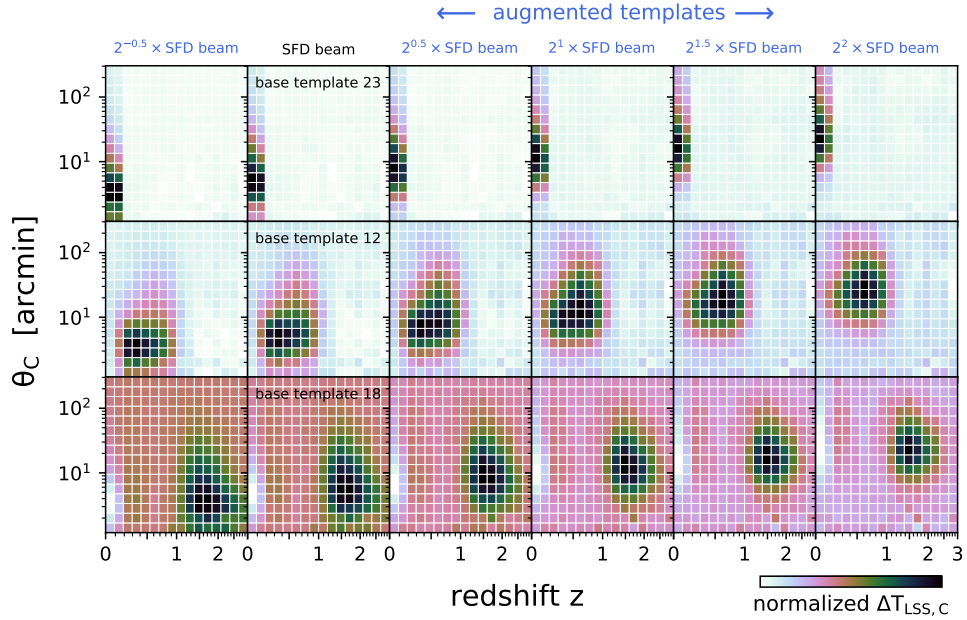 ← augmented templates →
2^−0.5 × SFD beam SFD beam 2^0.5 × SFD beam 2^1 × SFD beam 2^1.5 × SFD beam 2^2 × SFD beam
base template 23
10^2
10^1
base template 12
10^2
10^1
θ_C [arcmin]
base template 18
10^2
10^1
0 1 2 0 1 2 0 1 2 0 1 2 0 1 2 0 1 2 3
redshift z
normalized ΔT_LSS, C